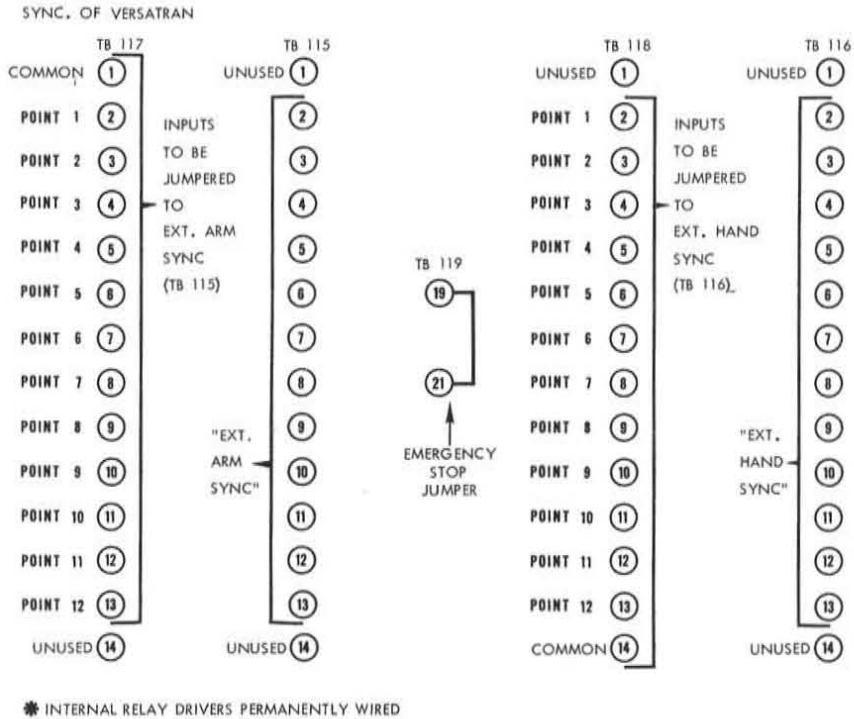 SYNC. OF VERSATRAN
TB 117
COMMON 1
POINT 1 2
POINT 2 3
POINT 3 4
POINT 4 5
POINT 5 6
POINT 6 7
POINT 7 8
POINT 8 9
POINT 9 10
POINT 10 11
POINT 11 12
POINT 12 13
UNUSED 14
INPUTS
TO BE
JUMPERED
TO
EXT. ARM
SYNC
(TB 115)
TB 115
UNUSED 1
2
3
4
5
6
7
8
9
10
11
12
13
UNUSED 14
"EXT.
ARM
SYNC"
TB 119
19
21
EMERGENCY
STOP
JUMPER
TB 118
UNUSED 1
POINT 1 2
POINT 2 3
POINT 3 4
POINT 4 5
POINT 5 6
POINT 6 7
POINT 7 8
POINT 8 9
POINT 9 10
POINT 10 11
POINT 11 12
POINT 12 13
COMMON 14
INPUTS
TO BE
JUMPERED
TO
EXT. HAND
SYNC
(TB 116)
TB 116
UNUSED 1
2
3
4
5
6
7
8
9
10
11
12
13
UNUSED 14
"EXT.
HAND
SYNC"
✱ INTERNAL RELAY DRIVERS PERMANENTLY WIRED